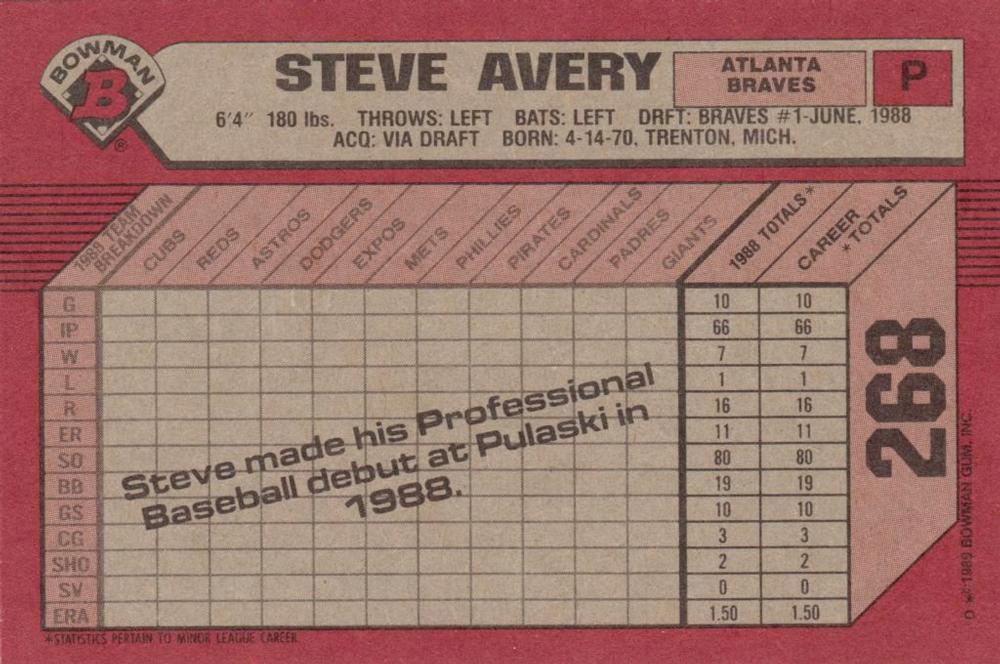 BOWMAN
B
®
STEVE AVERY
ATLANTA
BRAVES
P
6'4" 180 lbs. THROWS: LEFT BATS: LEFT DRFT: BRAVES #1-JUNE, 1988
ACQ: VIA DRAFT BORN: 4-14-70, TRENTON, MICH.
1988 TEAM
BREAKDOWN
CUBS
REDS
ASTROS
DODGERS
EXPOS
METS
PHILLIES
PIRATES
CARDINALS
PADRES
GIANTS
1988 TOTALS*
CAREER
*TOTALS
G 10 10
IP 66 66
W 7 7
L 1 1
R 16 16
ER 11 11
SO 80 80
BB 19 19
GS 10 10
CG 3 3
SHO 2 2
SV 0 0
ERA 1.50 1.50
Steve made his Professional
Baseball debut at Pulaski in
1988.
268
D ** 1989 BOWMAN GUM, INC.
*STATISTICS PERTAIN TO MINOR LEAGUE CAREER